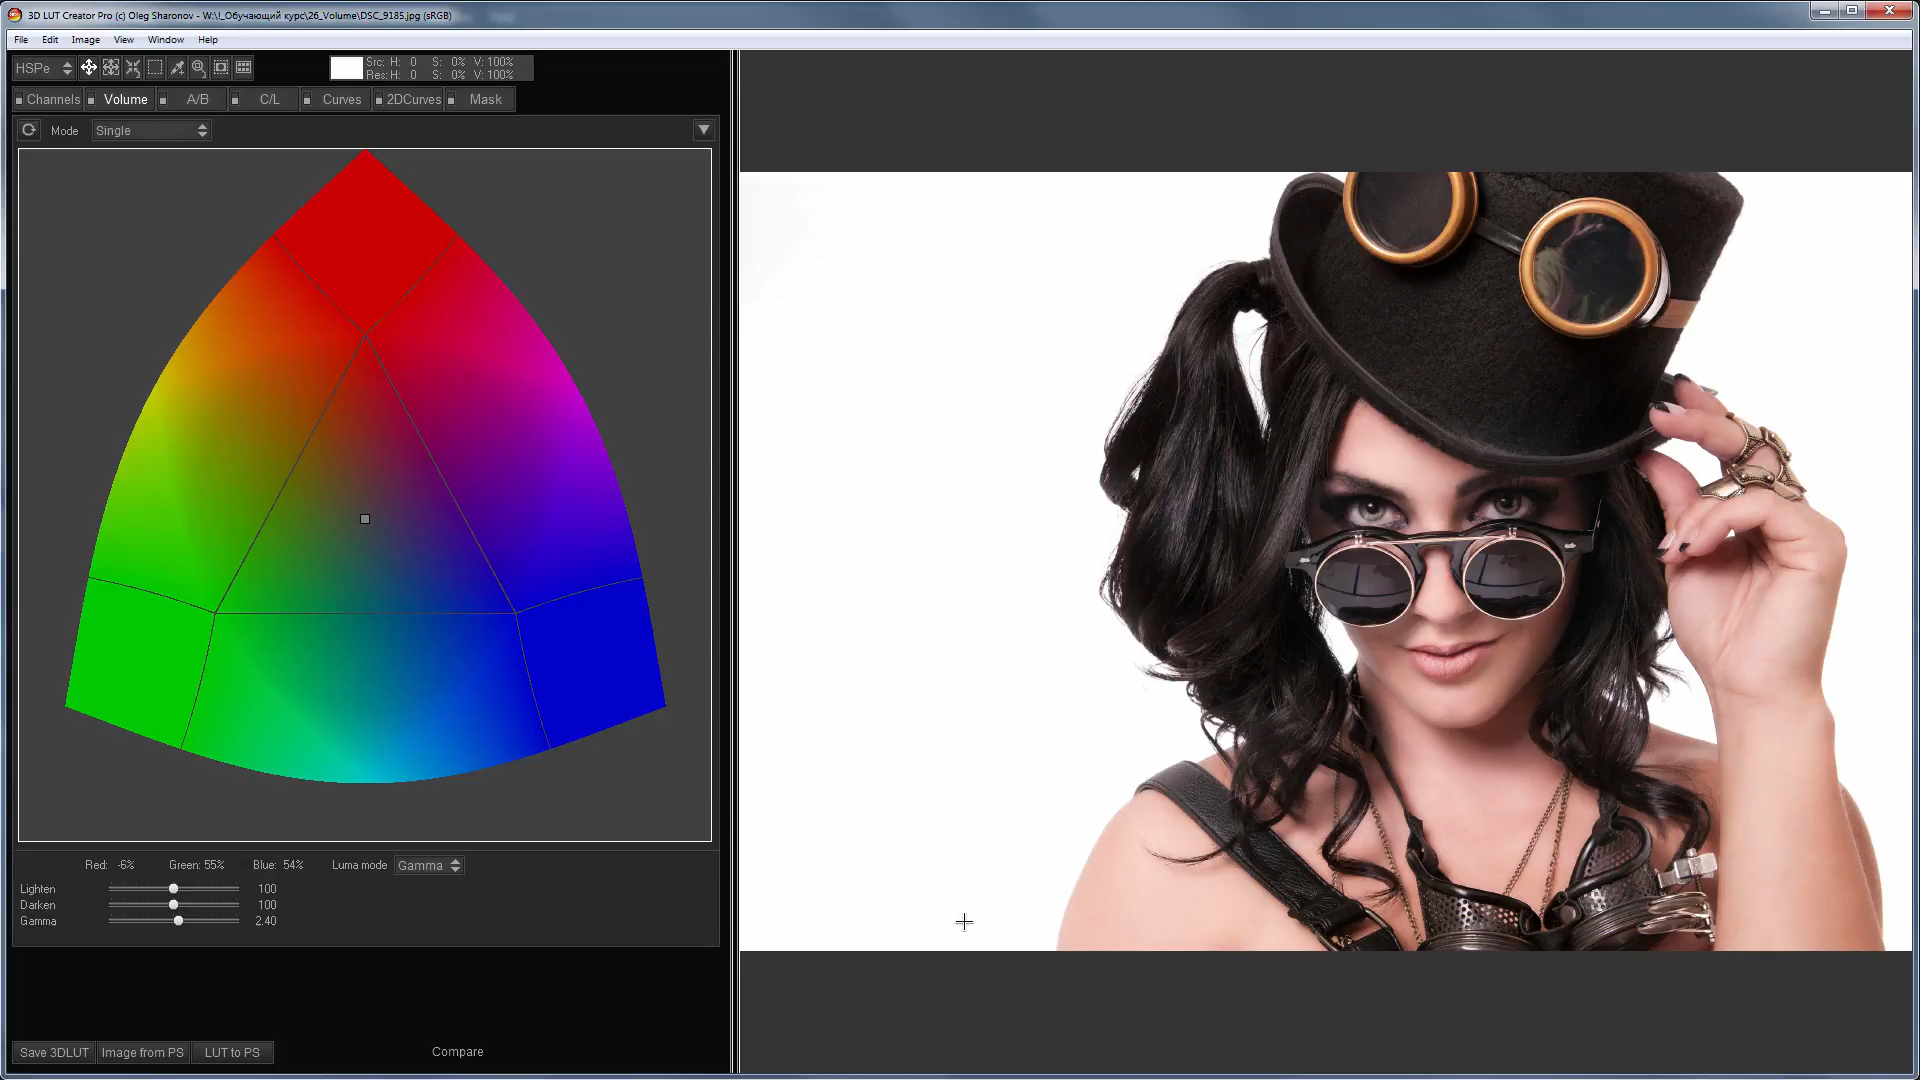 3D LUT Creator Pro (c) Oleg Sharonov - W:\!_Обучающий курс\26_Volume\DSC_9185.jpg (sRGB)
File Edit Image View Window Help
HSPe Src: H: 0 S: 0% V: 100%
Res: H: 0 S: 0% V: 100%
Channels Volume A/B C/L Curves 2DCurves Mask
Mode Single
Red: -6% Green: 55% Blue: 54% Luma mode Gamma
Lighten 100
Darken 100
Gamma 2.40
Save 3DLUT Image from PS LUT to PS Compare